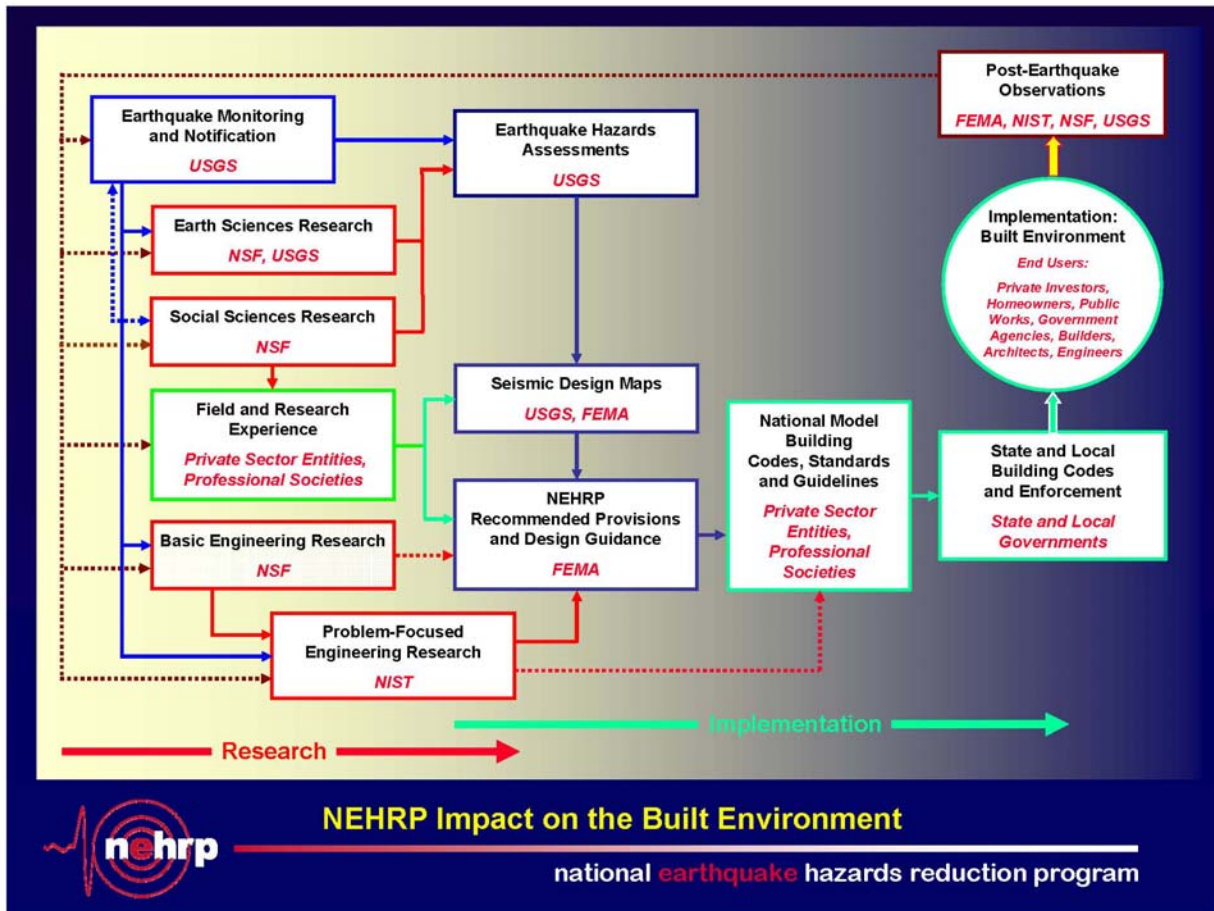 Post-Earthquake
Observations
FEMA, NIST, NSF, USGS
Earthquake Monitoring
and Notification
USGS
Earthquake Hazards
Assessments
USGS
Earth Sciences Research
NSF, USGS
Implementation:
Built Environment
End Users:
Private Investors,
Homeowners, Public
Works, Government
Agencies, Builders,
Architects, Engineers
Social Sciences Research
NSF
Field and Research
Experience
Private Sector Entities,
Professional Societies
Seismic Design Maps
USGS, FEMA
National Model
Building
Codes, Standards
and Guidelines
Private Sector
Entities,
Professional
Societies
State and Local
Building Codes
and Enforcement
State and Local
Governments
NEHRP
Recommended Provisions
and Design Guidance
FEMA
Basic Engineering Research
NSF
Problem-Focused
Engineering Research
NIST
Implementation
Research
NEHRP Impact on the Built Environment
nehrp
national earthquake hazards reduction program